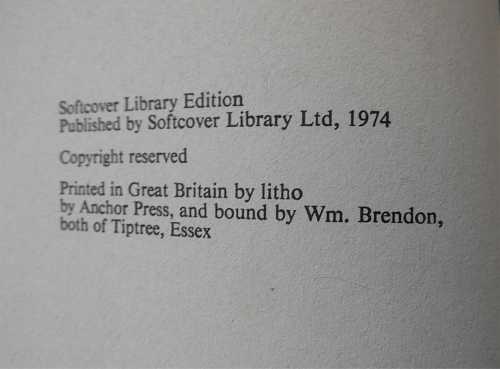 Softcover Library Edition
Published by Softcover Library Ltd, 1974
Copyright reserved
Printed in Great Britain by litho
by Anchor Press, and bound by Wm. Brendon,
both of Tiptree, Essex